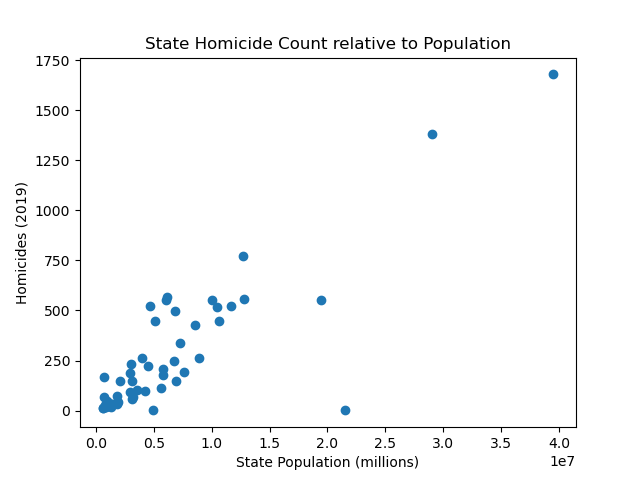 State Homicide Count relative to Population
1750
1500
1250
1000
750
500
250
0
Homicides (2019)
0.0 0.5 1.0 1.5 2.0 2.5 3.0 3.5 4.0
1e7
State Population (millions)